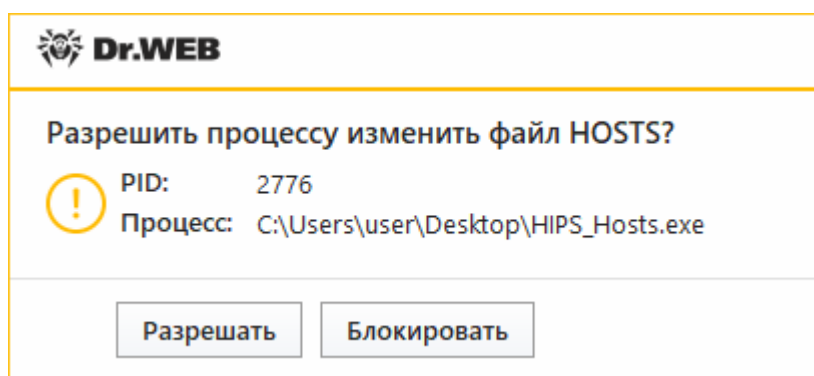 Dr.WEB
Разрешить процессу изменить файл HOSTS?
PID: 2776
Процесс: C:\Users\user\Desktop\HIPS_Hosts.exe
Разрешать Блокировать